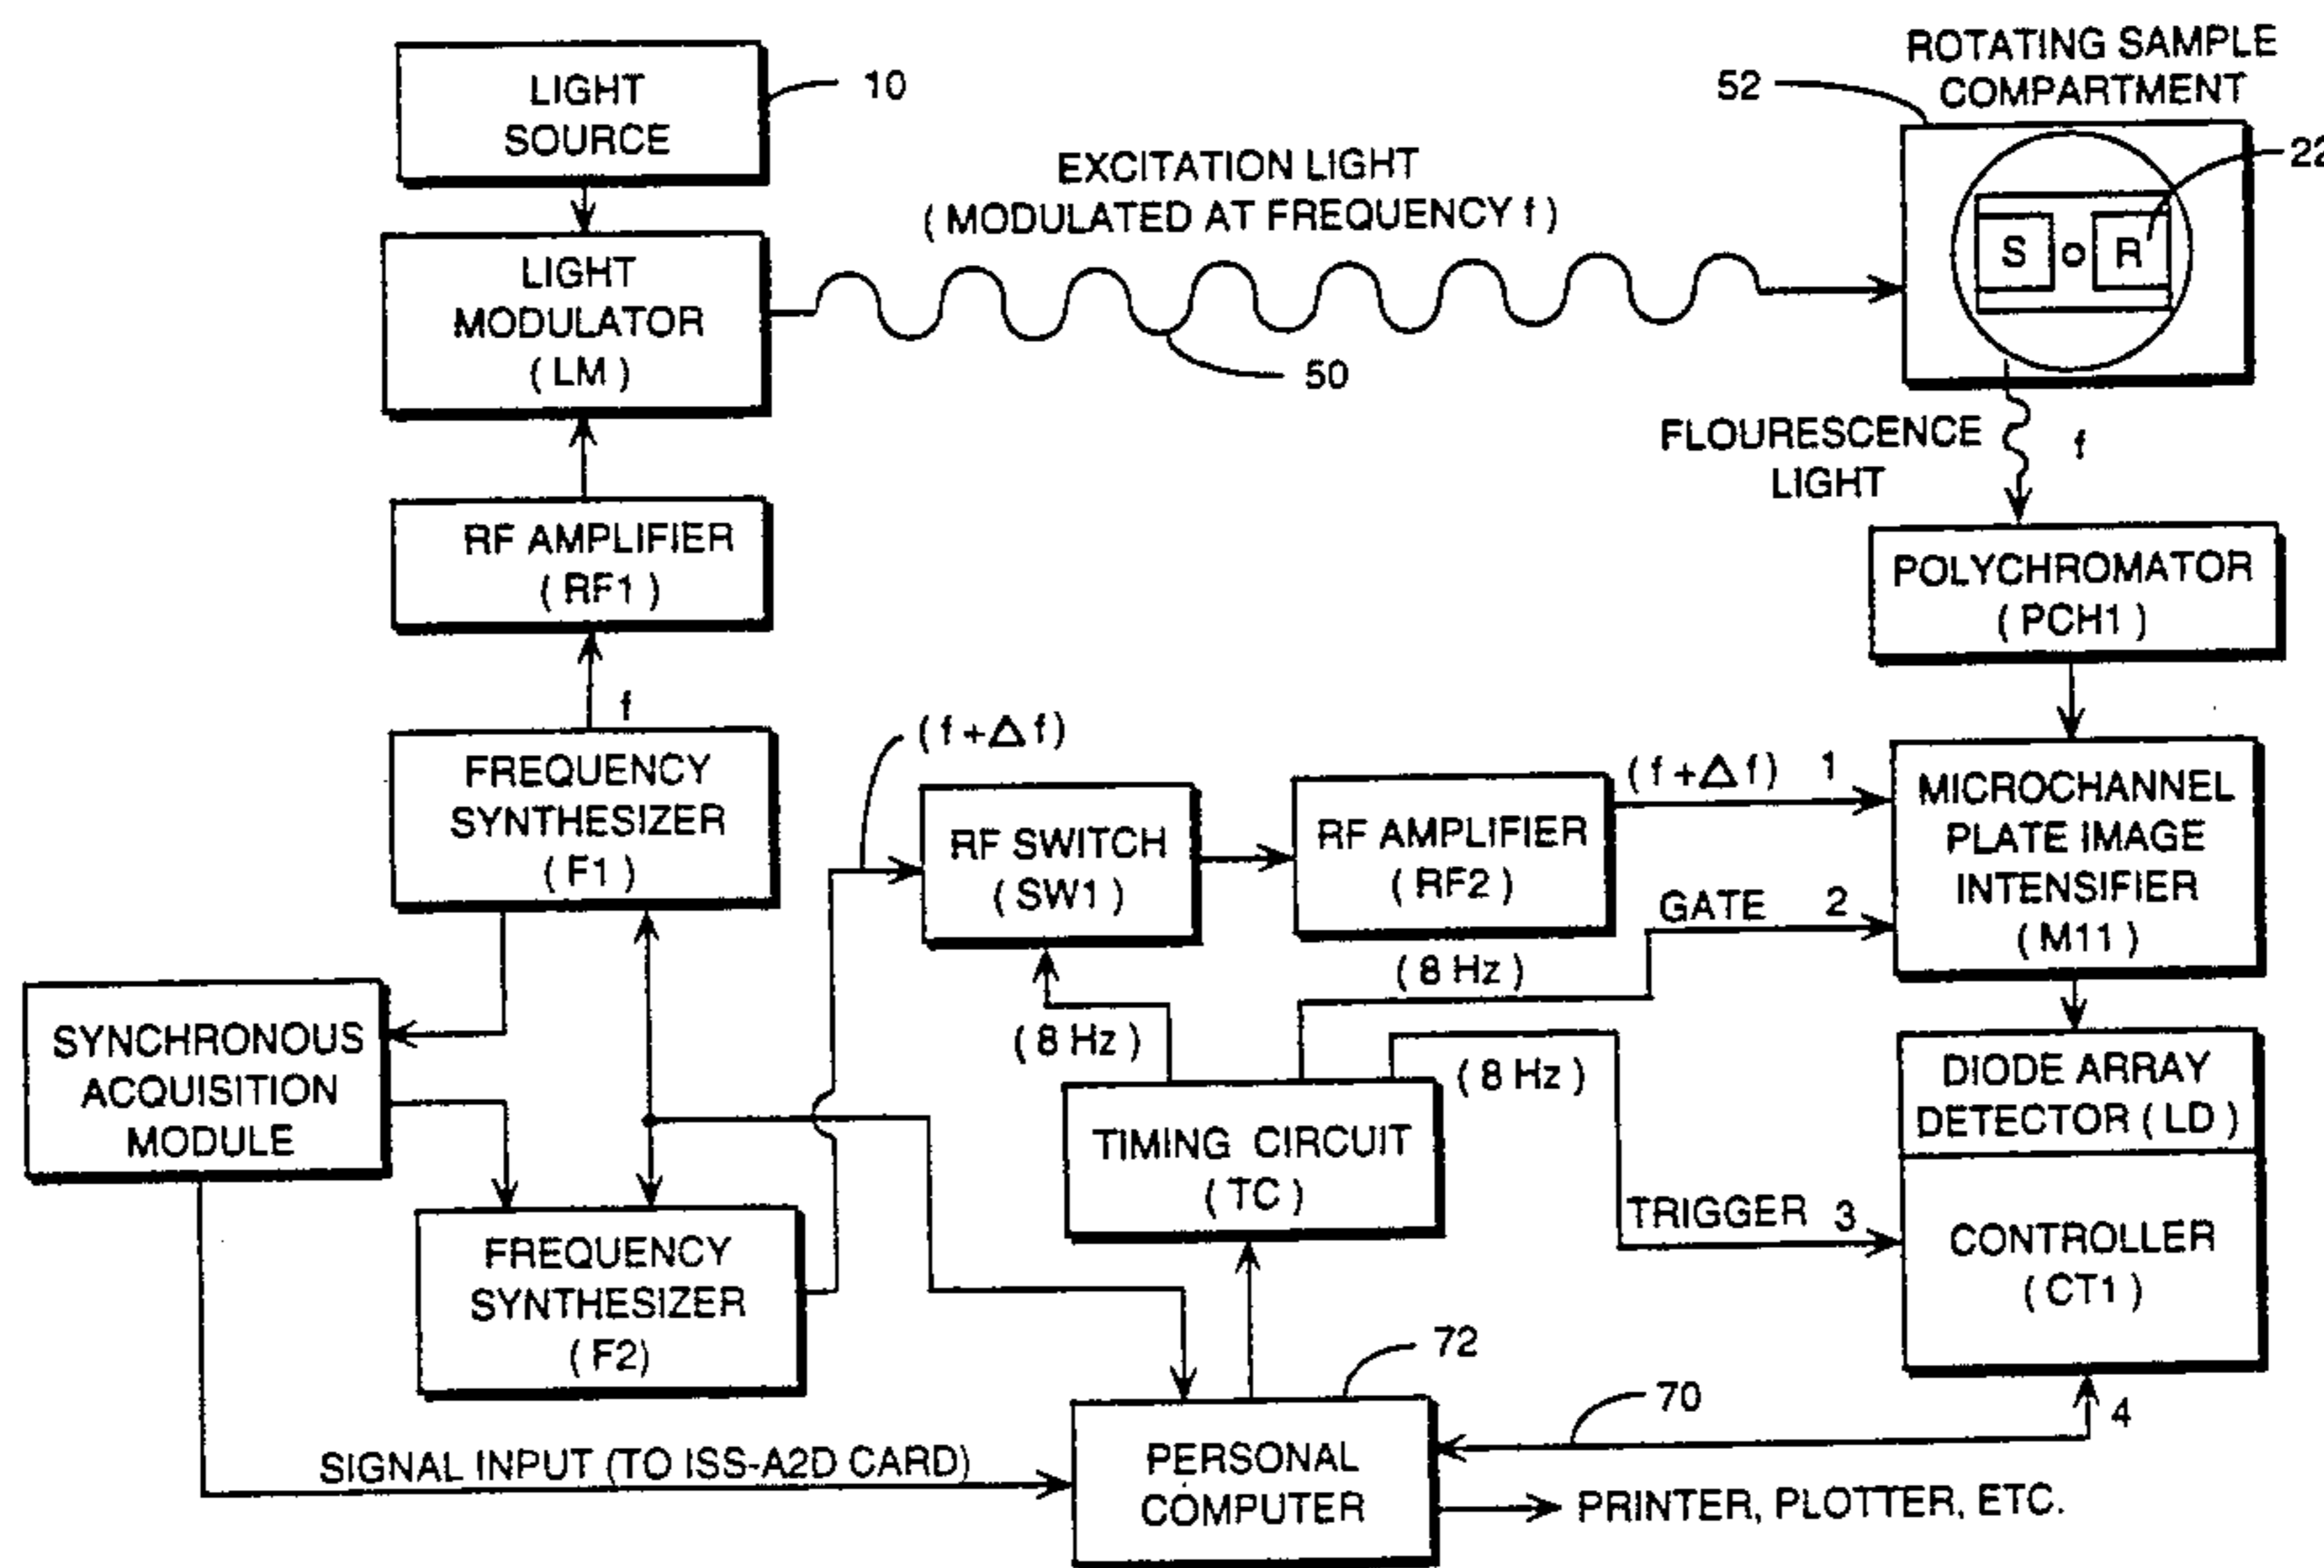 LIGHT
SOURCE
10
ROTATING SAMPLE
COMPARTMENT
52
S
R
EXCITATION LIGHT
( MODULATED AT FREQUENCY f )
50
LIGHT
MODULATOR
( LM )
FLOURESCENCE
LIGHT
f
RF AMPLIFIER
( RF1 )
POLYCHROMATOR
( PCH1 )
f
FREQUENCY
SYNTHESIZER
( F1 )
( f + Δ f )
RF SWITCH
( SW1 )
RF AMPLIFIER
( RF2 )
( f + Δ f ) 1
GATE 2
MICROCHANNEL
PLATE IMAGE
INTENSIFIER
( M11 )
( 8 Hz )
( 8 Hz )
( 8 Hz )
SYNCHRONOUS
ACQUISITION
MODULE
TIMING CIRCUIT
( TC )
DIODE ARRAY
DETECTOR ( LD )
TRIGGER 3
CONTROLLER
( CT1 )
FREQUENCY
SYNTHESIZER
( F2)
72
70
4
SIGNAL INPUT (TO ISS-A2D CARD)
PERSONAL
COMPUTER
PRINTER, PLOTTER, ETC.